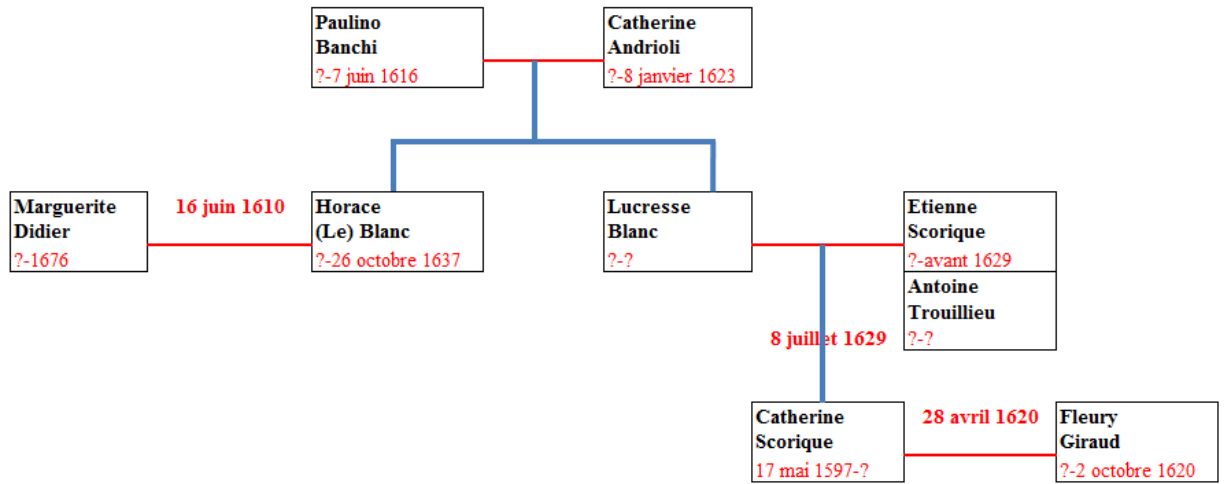 Paulino
Banchi
?-7 juin 1616
Catherine
Andrioli
?-8 janvier 1623
Marguerite
Didier
?-1676
16 juin 1610
Horace
(Le) Blanc
?-26 octobre 1637
Lucresse
Blanc
?-?
Etienne
Scorique
?-avant 1629
Antoine
Trouillieu
?-?
8 juillet 1629
Catherine
Scorique
17 mai 1597-?
28 avril 1620
Fleury
Giraud
?-2 octobre 1620